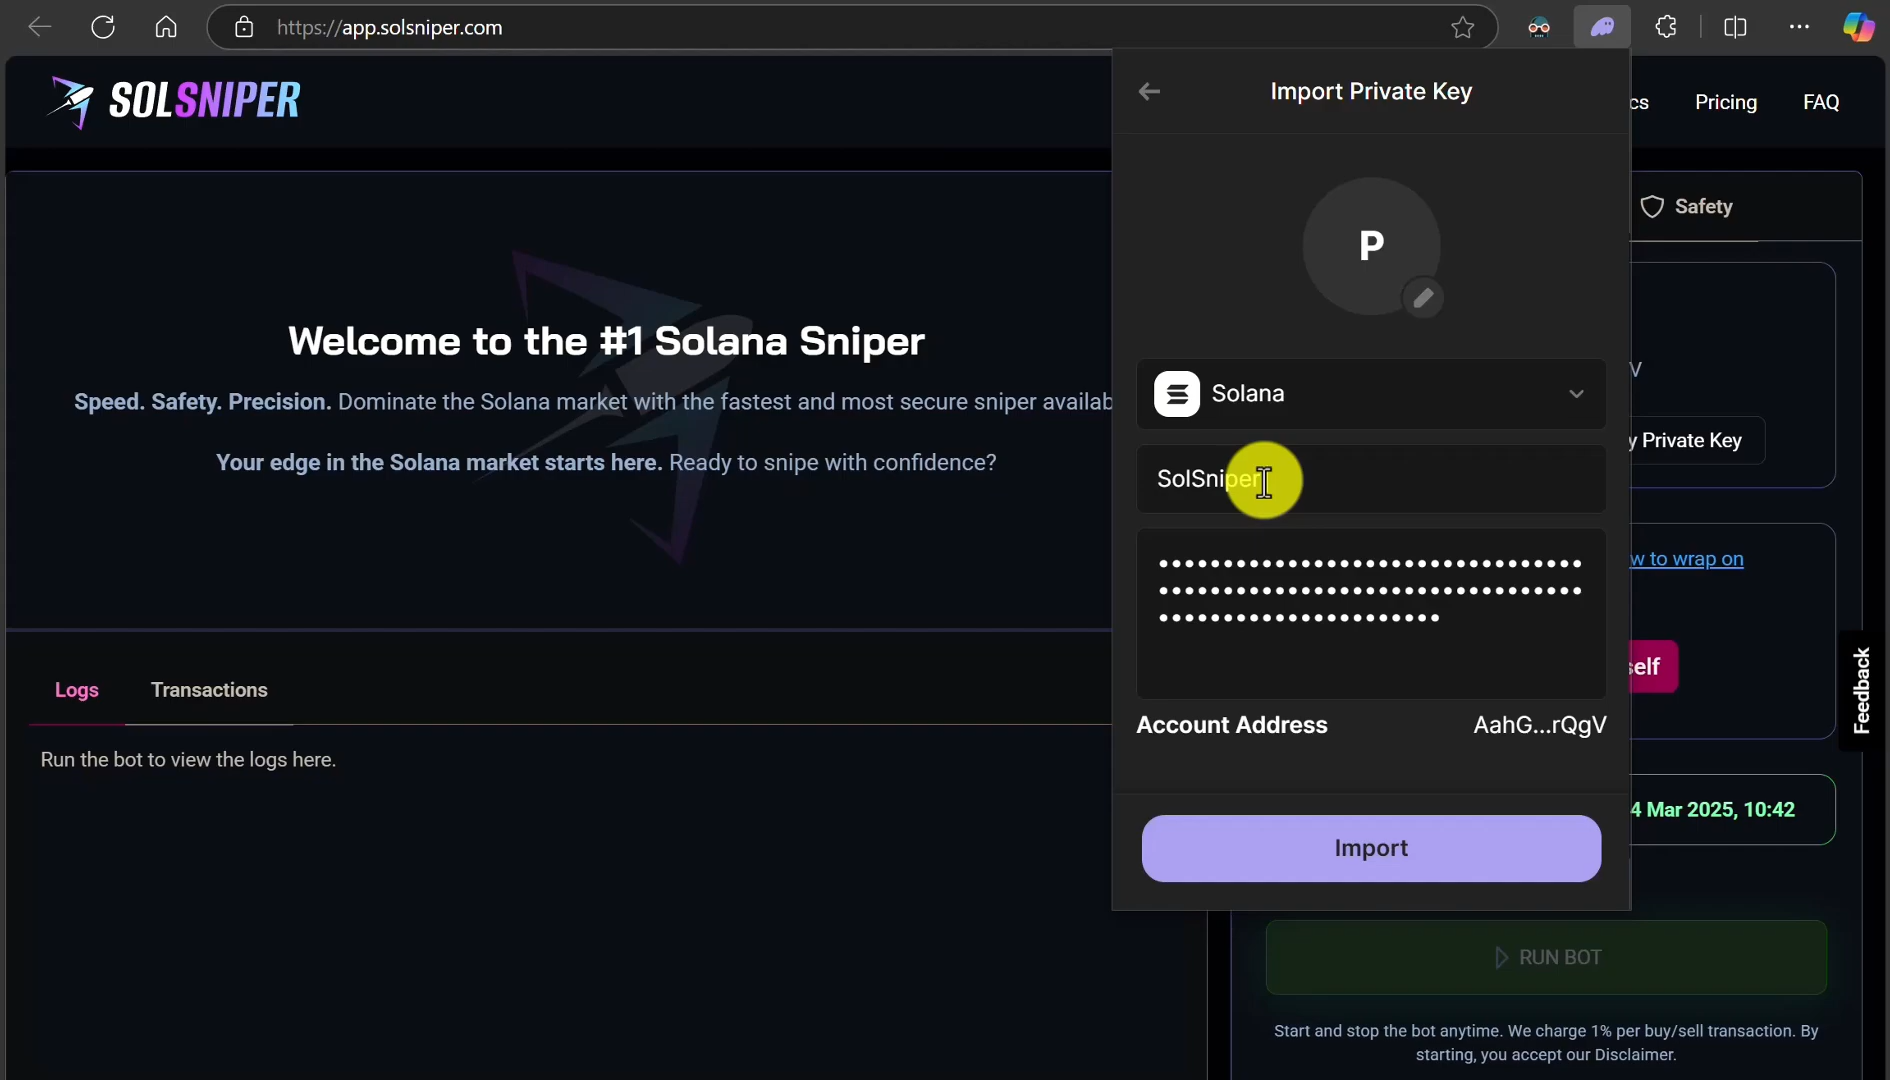 https://app.solsniper.com
SOLSNIPER
cs
Pricing
FAQ
Import Private Key
P
Safety
Welcome to the #1 Solana Sniper
Speed. Safety. Precision. Dominate the Solana market with the fastest and most secure sniper availab
Your edge in the Solana market starts here. Ready to snipe with confidence?
Solana
V
y Private Key
SolSniper
w to wrap on
self
Account Address
AahG...rQgV
Import
Logs
Transactions
Run the bot to view the logs here.
4 Mar 2025, 10:42
Feedback
RUN BOT
Start and stop the bot anytime. We charge 1% per buy/sell transaction. By
starting, you accept our Disclaimer.